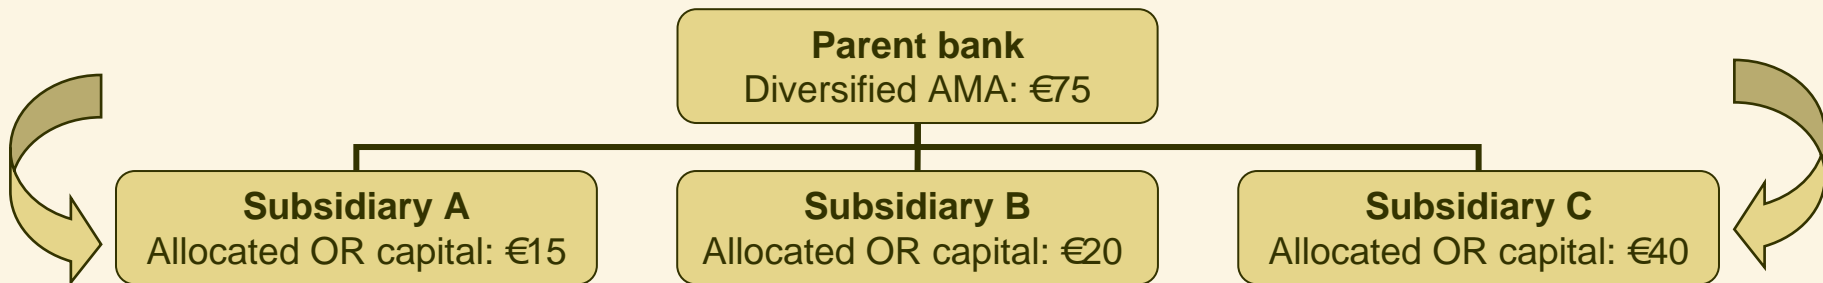 Parent bank
Diversified AMA: €75
Subsidiary A
Allocated OR capital: €15
Subsidiary B
Allocated OR capital: €20
Subsidiary C
Allocated OR capital: €40